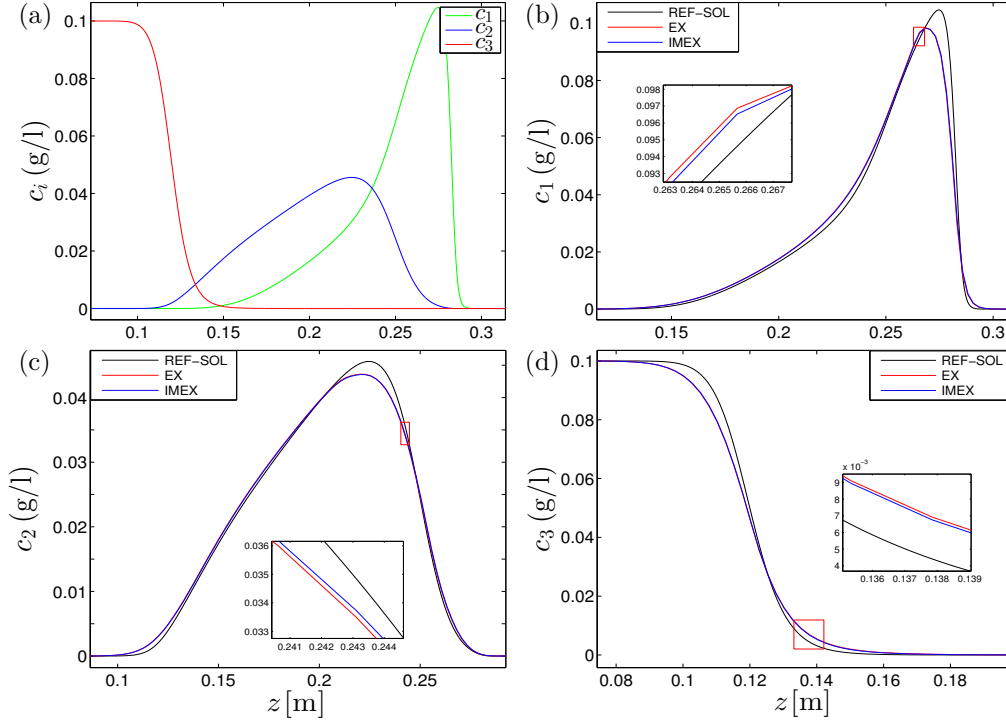 (a)
c1
c2
c3
0.1
0.08
0.06
0.04
0.02
0
ci (g/l)
0.1 0.15 0.2 0.25 0.3
(b)
REF-SOL
EX
IMEX
0.1
0.08
0.06
0.04
0.02
0
c1 (g/l)
0.098
0.097
0.096
0.095
0.094
0.093
0.263 0.264 0.265 0.266 0.267
0.15 0.2 0.25 0.3
(c)
REF-SOL
EX
IMEX
0.04
0.03
0.02
0.01
0
c2 (g/l)
0.036
0.035
0.034
0.033
0.241 0.242 0.243 0.244
0.1 0.15 0.2 0.25
z [m]
(d)
REF-SOL
EX
IMEX
0.1
0.08
0.06
0.04
0.02
0
c3 (g/l)
x 10⁻³
9
8
7
6
5
4
0.136 0.137 0.138 0.139
0.08 0.1 0.12 0.14 0.16 0.18
z [m]